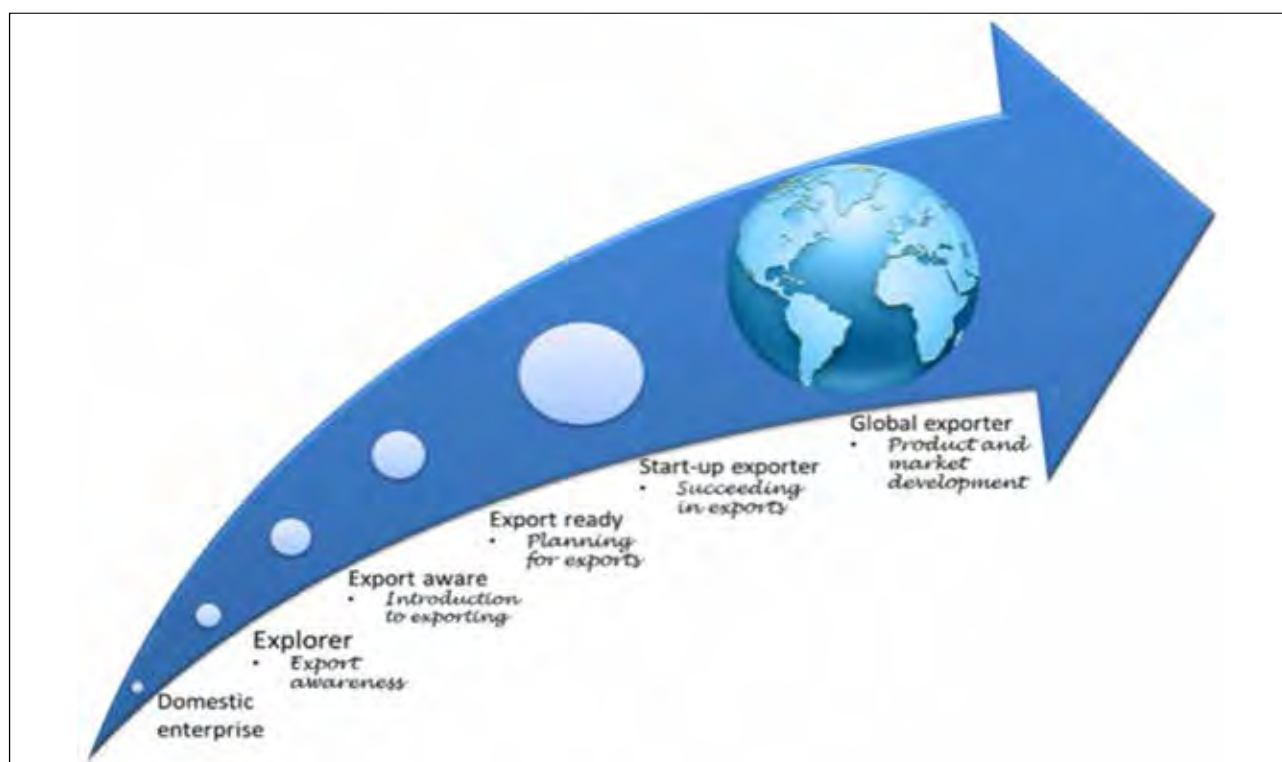 Global exporter
• Product and
market
development
Start-up exporter
• Succeeding
in exports
Export ready
• Planning
for exports
Export aware
• Introduction
to exporting
Explorer
• Export
awareness
Domestic
enterprise